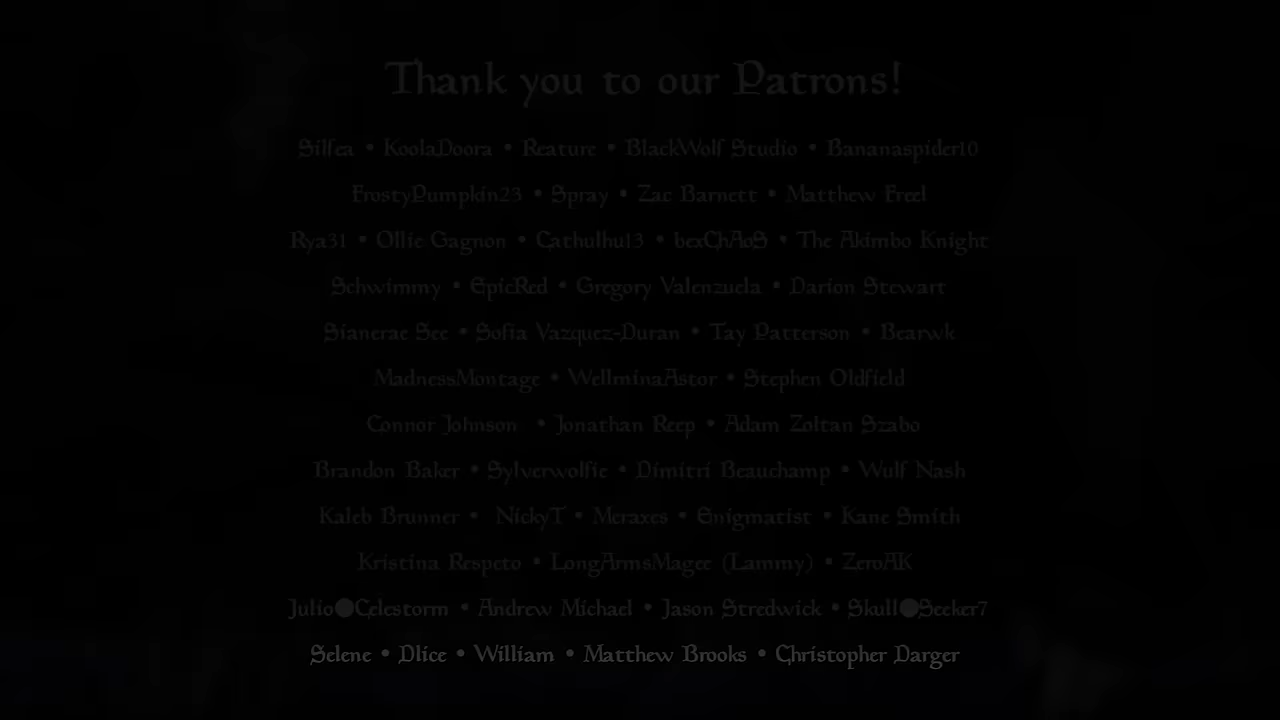 Thank you to our Patrons!
Silfea • KoolaDoora • Reature • BlackWolf Studio • Bananaspider10
FrostyPumpkin23 • Spray • Zac Barnett • Matthew Freel
Rya31 • Ollie Gagnon • Cathulhu13 • bexChAoS • The Akimbo Knight
Schwimmy • EpicRed • Gregory Valenzuela • Darion Stewart
Sianerae See • Sofia Vazquez-Duran • Tay Patterson • Bearwk
MadnessMontage • WellminaAstor • Stephen Oldfield
Connor Johnson • Jonathan Reep • Adam Zoltan Szabo
Brandon Baker • Sylverwolfie • Dimitri Beauchamp • Wulf Nash
Kaleb Brunner • NickyT • Meraxes • Enigmatist • Kane Smith
Kristina Respeto • LongArmsMagee (Lammy) • ZeroAK
Julio●Celestorm • Andrew Michael • Jason Stredwick • Skull●Seeker7
Selene • Dlice • William • Matthew Brooks • Christopher Darger